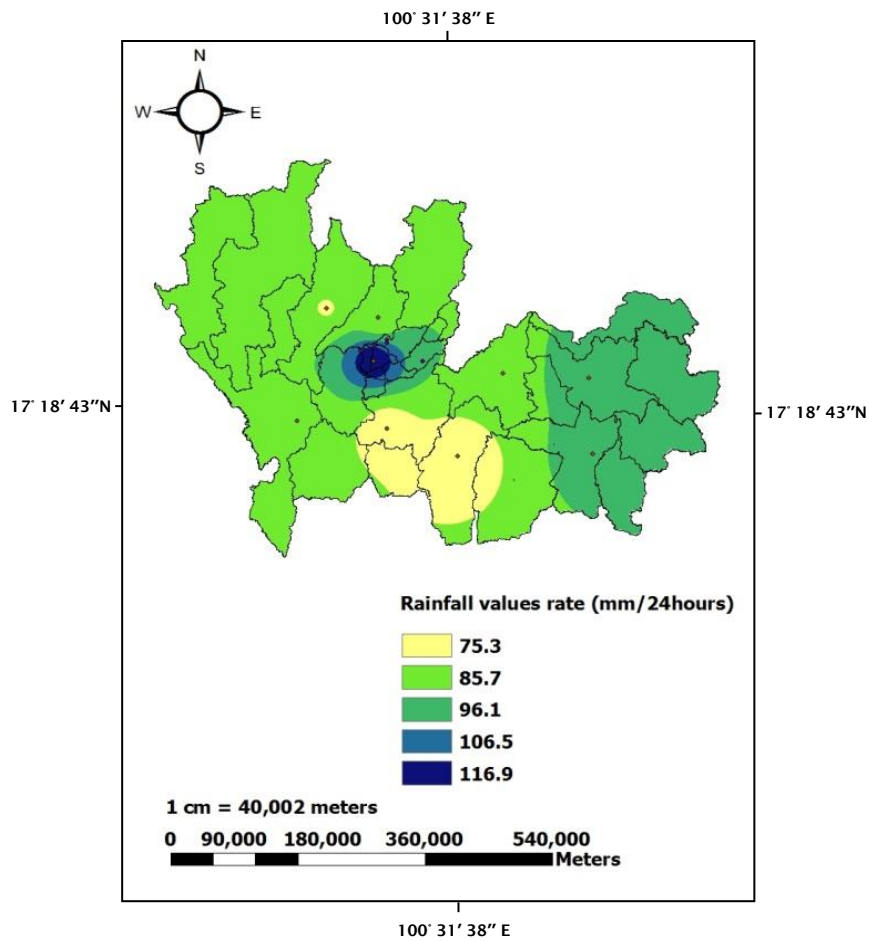 100° 31′ 38″ E
N
W E
S
17° 18′ 43″N
17° 18′ 43″N
Rainfall values rate (mm/24hours)
75.3
85.7
96.1
106.5
116.9
1 cm = 40,002 meters
0 90,000 180,000 360,000 540,000
Meters
100° 31′ 38″ E